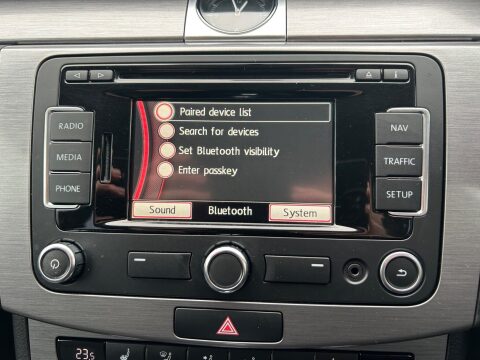 RADIO
MEDIA
PHONE
Paired device list
Search for devices
Set Bluetooth visibility
Enter passkey
Sound Bluetooth System
NAV
TRAFFIC
SETUP
23.5